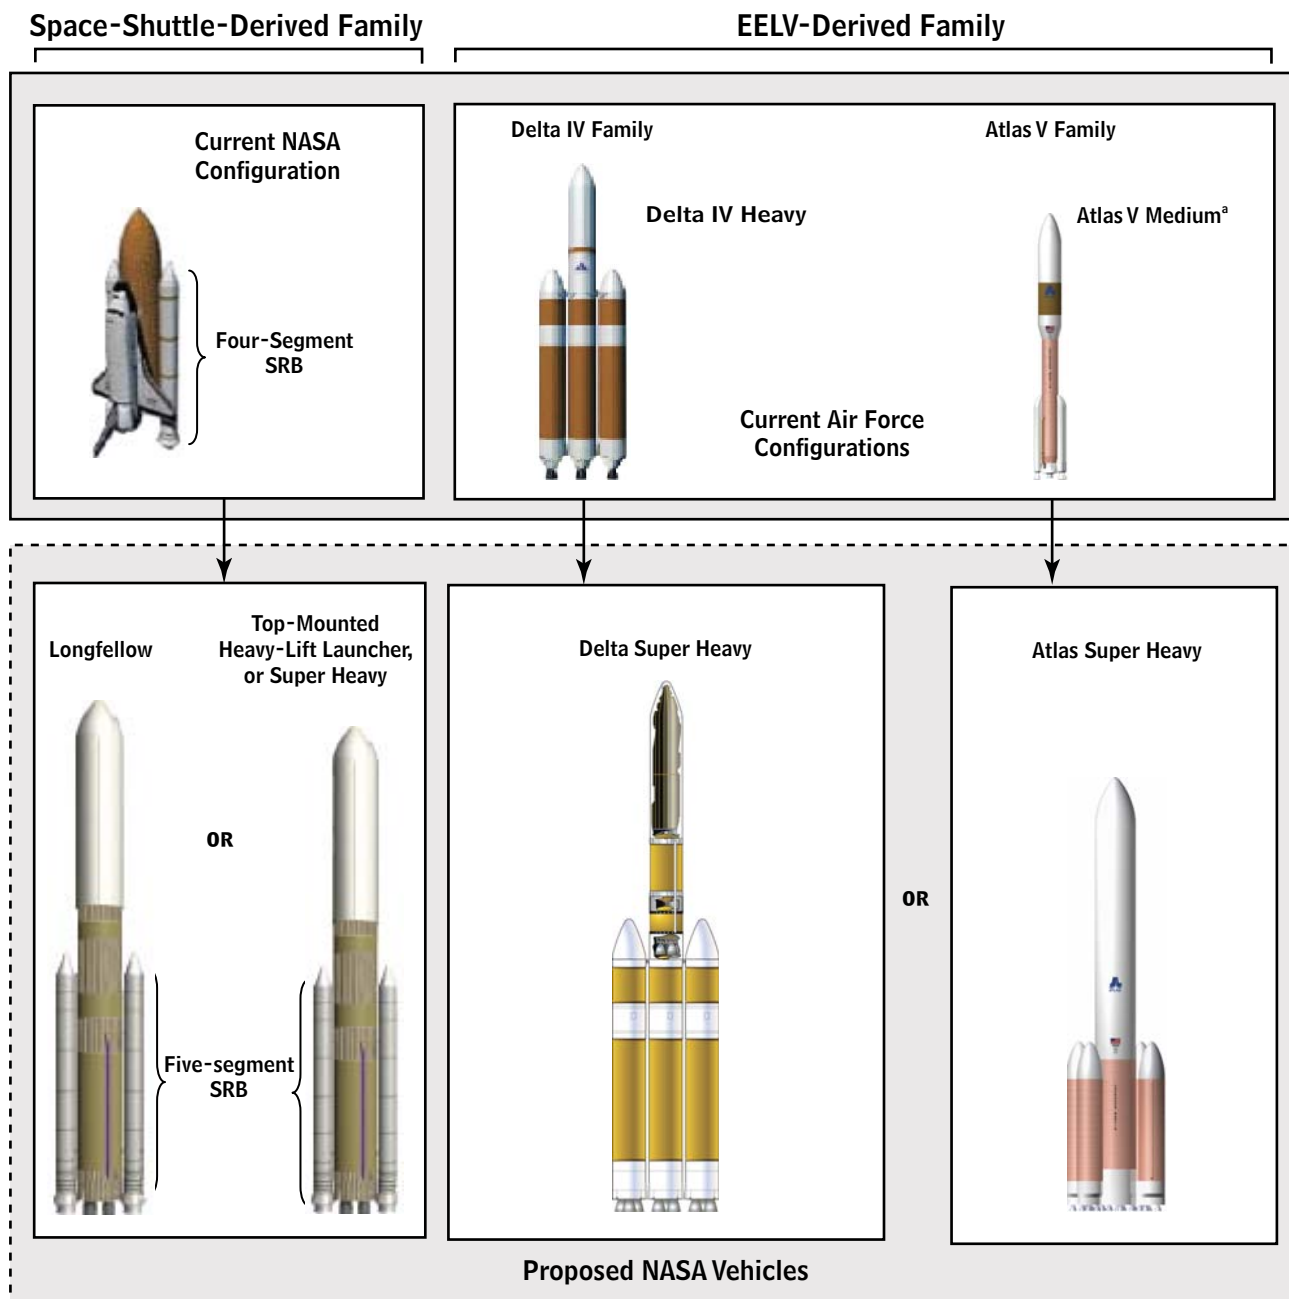 Space-Shuttle-Derived Family
EELV-Derived Family
Current NASA
Configuration
Four-Segment
SRB
Delta IV Family
Delta IV Heavy
Atlas V Family
Atlas V Mediumᵃ
Current Air Force
Configurations
Longfellow
Top-Mounted
Heavy-Lift Launcher,
or Super Heavy
OR
Five-segment
SRB
Delta Super Heavy
OR
Atlas Super Heavy
Proposed NASA Vehicles